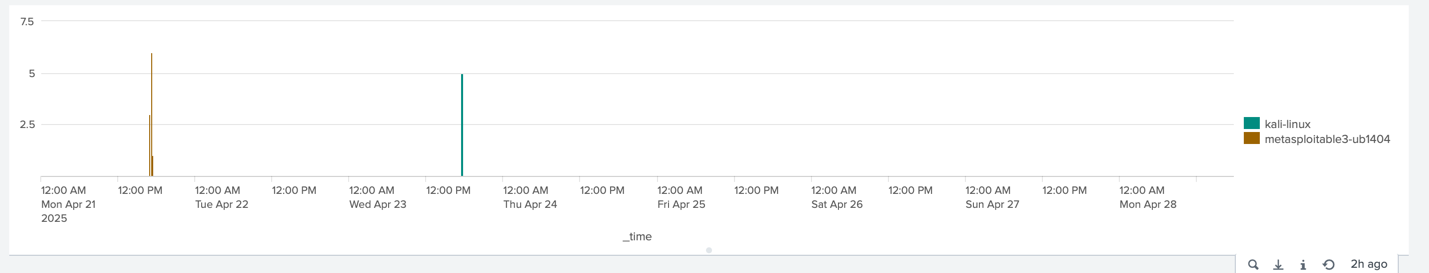 7.5
5
2.5
kali-linux
metasploitable3-ub1404
12:00 AM 12:00 PM 12:00 AM 12:00 PM 12:00 AM 12:00 PM 12:00 AM 12:00 PM 12:00 AM 12:00 PM 12:00 AM 12:00 PM 12:00 AM 12:00 PM 12:00 AM
Mon Apr 21 Tue Apr 22 Wed Apr 23 Thu Apr 24 Fri Apr 25 Sat Apr 26 Sun Apr 27 Mon Apr 28
2025
_time
2h ago